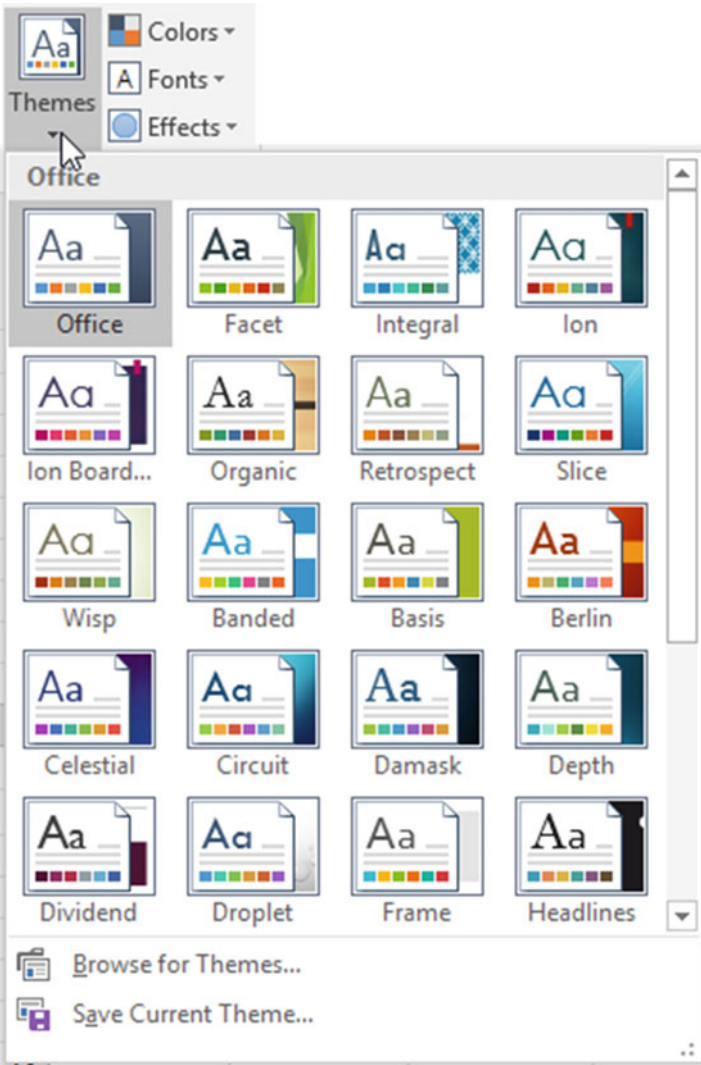 Aa
Themes
Colors
A Fonts
Effects
Office
Aa Aa Aa Aa
Office Facet Integral Ion
Aa Aa Aa Aa
Ion Board... Organic Retrospect Slice
Aa Aa Aa Aa
Wisp Banded Basis Berlin
Aa Aa Aa Aa
Celestial Circuit Damask Depth
Aa Aa Aa Aa
Dividend Droplet Frame Headlines
Browse for Themes...
Save Current Theme...